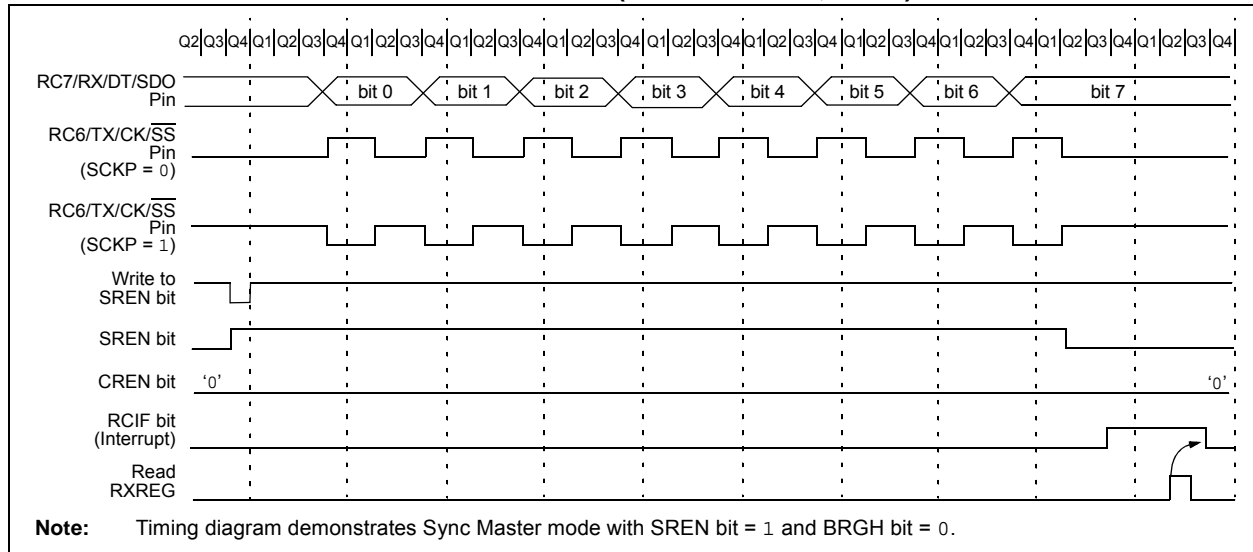 Q2 Q3 Q4 Q1 Q2 Q3 Q4 Q1 Q2 Q3 Q4 Q1 Q2 Q3 Q4 Q1 Q2 Q3 Q4 Q1 Q2 Q3 Q4 Q1 Q2 Q3 Q4 Q1 Q2 Q3 Q4 Q1 Q2 Q3 Q4 Q1 Q2 Q3 Q4 Q1 Q2 Q3 Q4
RC7/RX/DT/SDO
Pin
bit 0 bit 1 bit 2 bit 3 bit 4 bit 5 bit 6 bit 7
RC6/TX/CK/SS
Pin
(SCKP = 0)
RC6/TX/CK/SS
Pin
(SCKP = 1)
Write to
SREN bit
SREN bit
CREN bit ‘0’ ‘0’
RCIF bit
(Interrupt)
Read
RXREG
Note: Timing diagram demonstrates Sync Master mode with SREN bit = 1 and BRGH bit = 0.